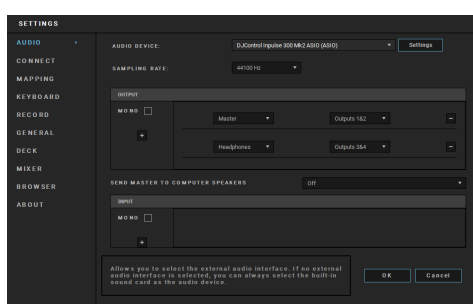 SETTINGS
AUDIO
AUDIO DEVICE: DJControl Inpulse 300 Mk2 ASIO (ASIO) Settings
CONNECT
SAMPLING RATE: 44100 Hz
MAPPING
KEYBOARD
OUTPUT
RECORD
MONO
Master Outputs 1&2 −
GENERAL
+
DECK
Headphones Outputs 3&4 −
MIXER
BROWSER
SEND MASTER TO COMPUTER SPEAKERS Off
ABOUT
INPUT
MONO
+
Allows you to select the external audio interface. If no external
audio interface is selected, you can always select the built-in
sound card as the audio device.
OK Cancel